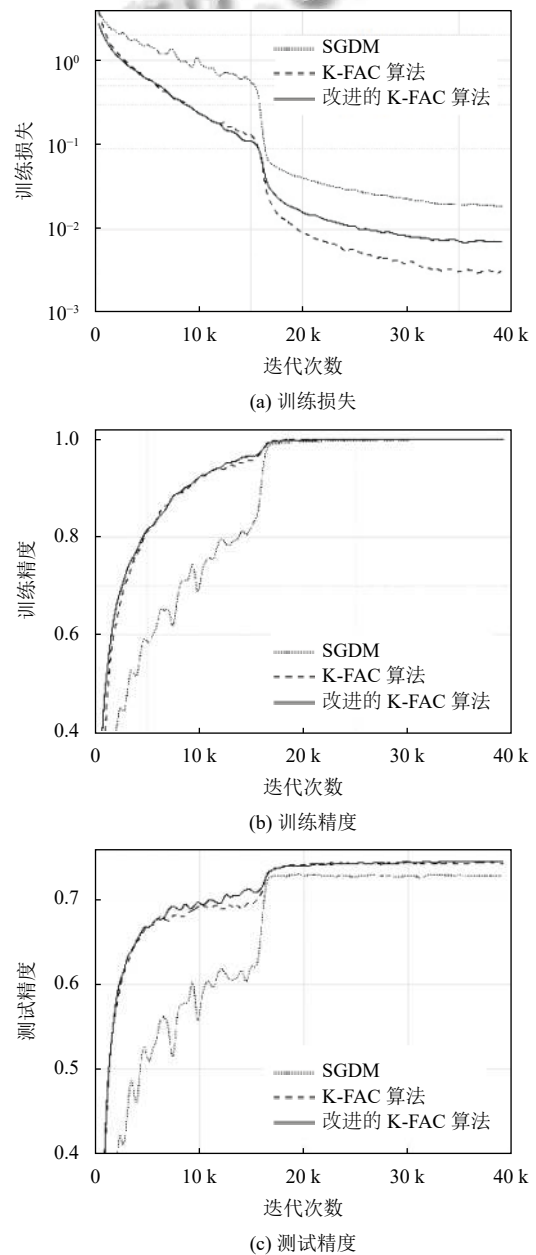 10⁰
10⁻¹
10⁻²
10⁻³
训练损失
SGDM
K-FAC 算法
改进的 K-FAC 算法
0 10 k 20 k 30 k 40 k
迭代次数
(a) 训练损失
1.0
0.8
0.6
0.4
训练精度
SGDM
K-FAC 算法
改进的 K-FAC 算法
0 10 k 20 k 30 k 40 k
迭代次数
(b) 训练精度
0.7
0.6
0.5
0.4
测试精度
SGDM
K-FAC 算法
改进的 K-FAC 算法
0 10 k 20 k 30 k 40 k
迭代次数
(c) 测试精度